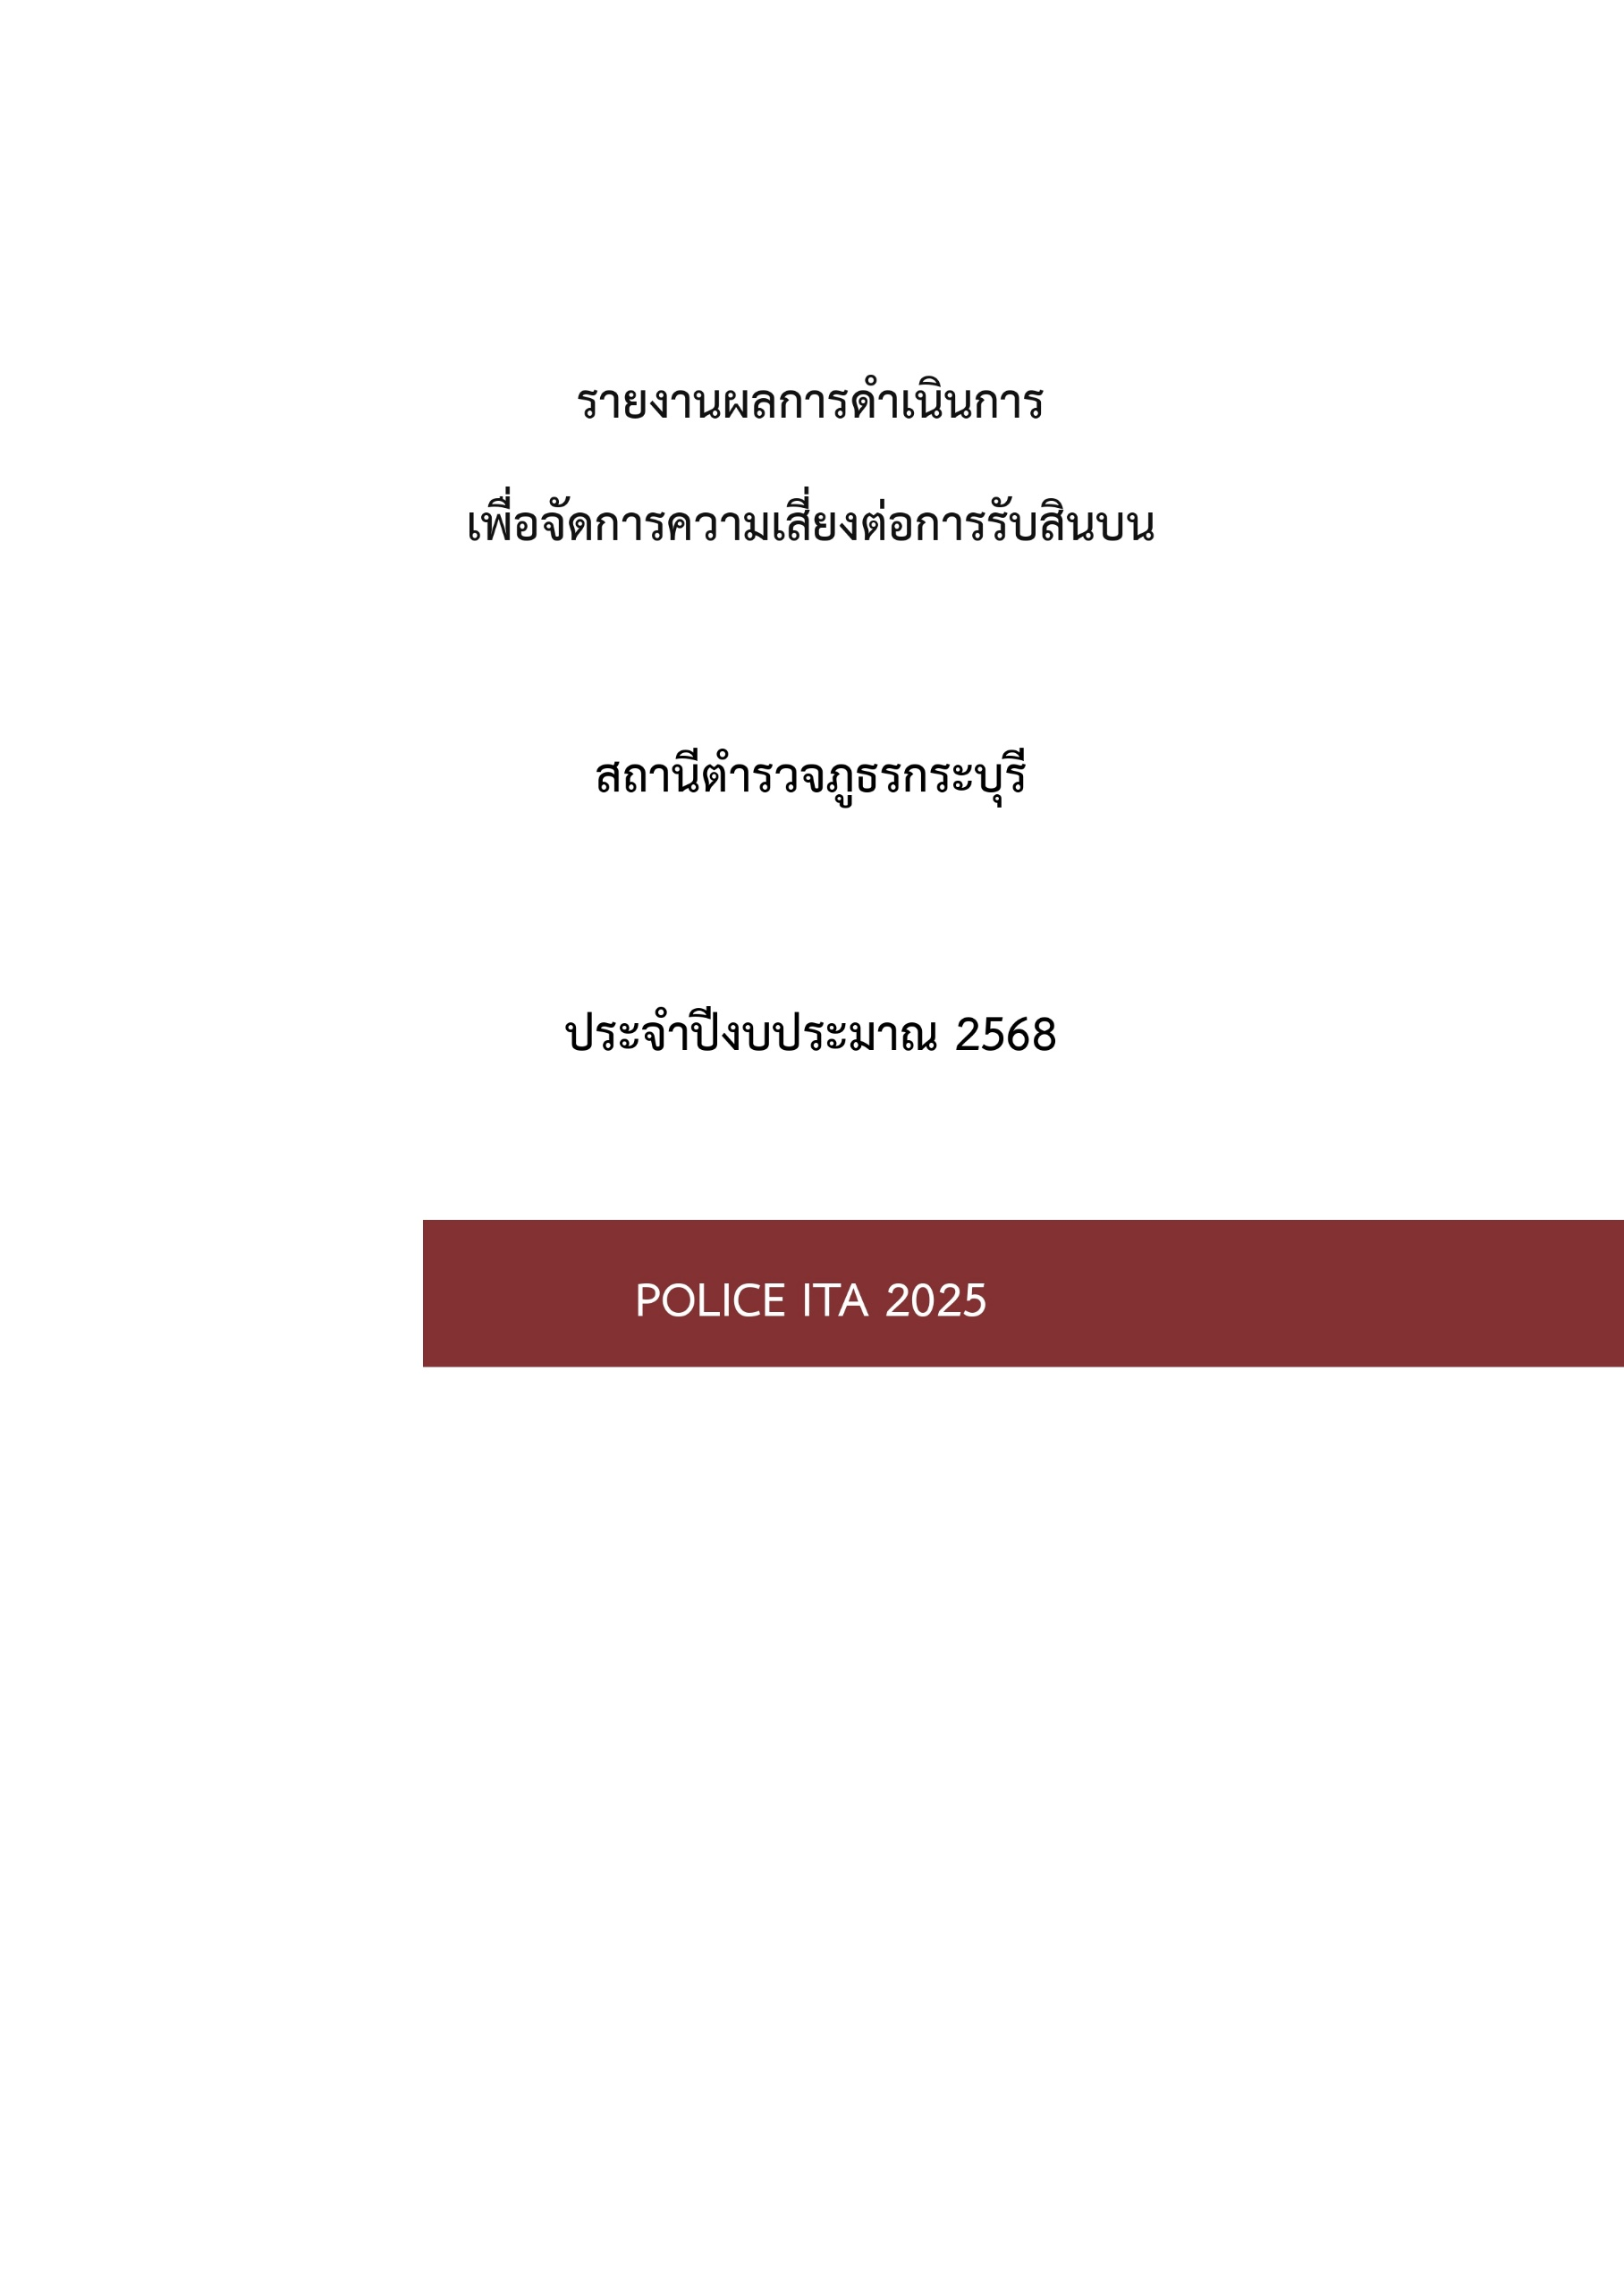 รายงานผลการดำเนินการ
เพื่อจัดการความเสี่ยงต่อการรับสินบน
สถานีตำรวจภูธรกระบุรี
ประจำปีงบประมาณ 2568
POLICE ITA 2025